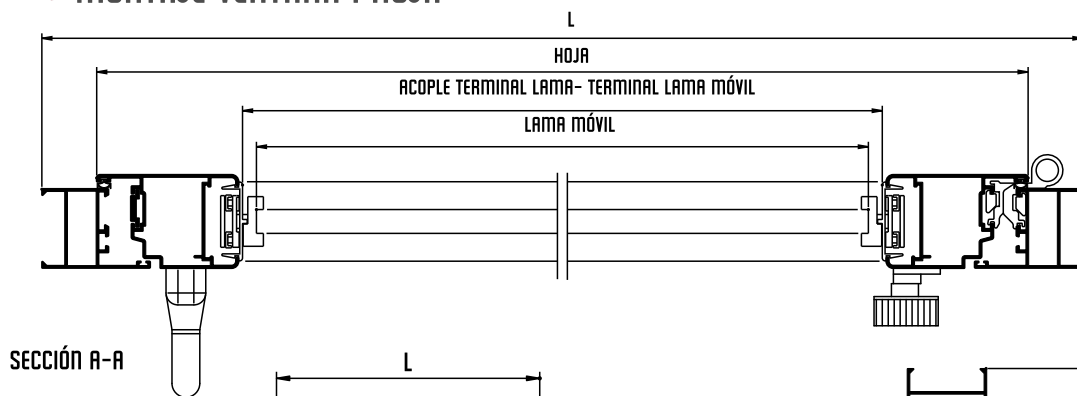 L
HOJA
ACOPLE TERMINAL LAMA- TERMINAL LAMA MÓVIL
LAMA MÓVIL
SECCIÓN A-A
L